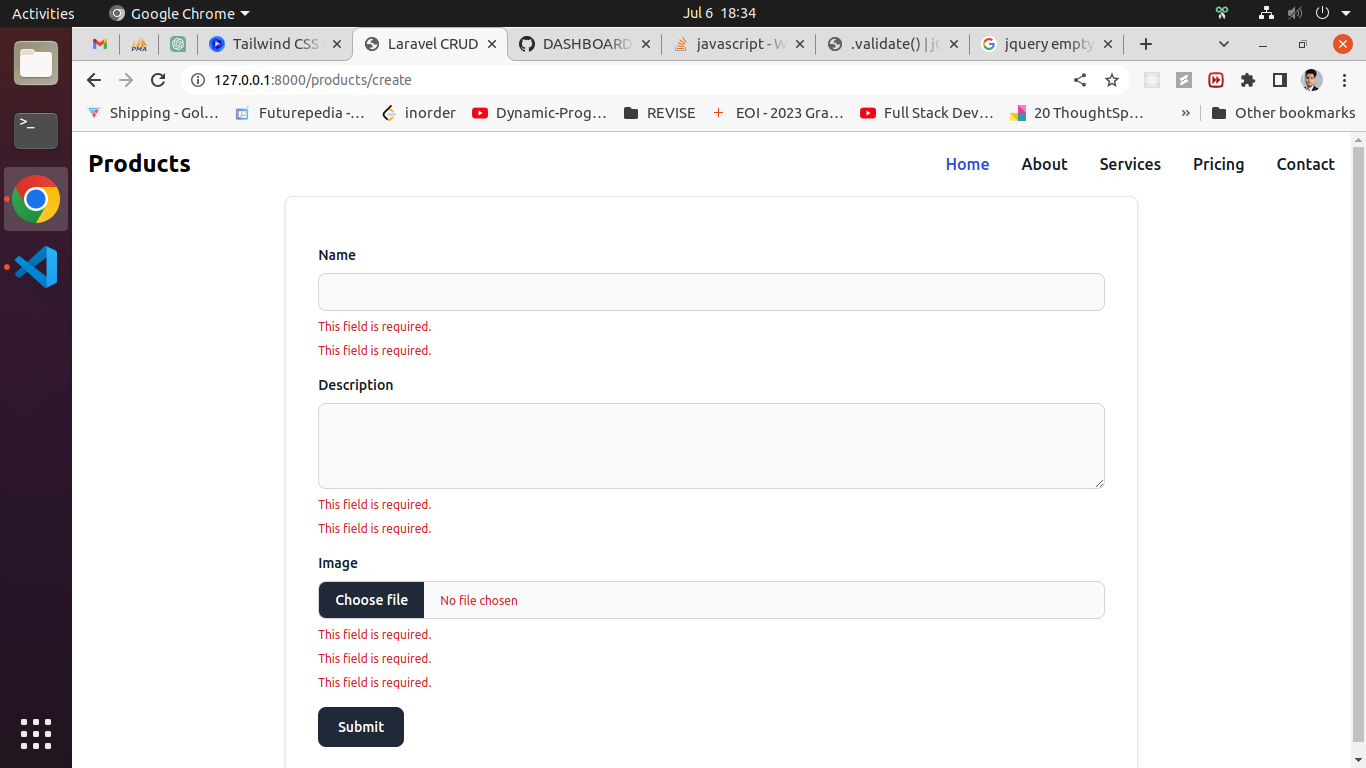 Activities Google Chrome Jul 6 18:34
Tailwind CSS Laravel CRUD DASHBOARD javascript - W .validate() | jQ jquery empty
127.0.0.1:8000/products/create
Shipping - Gol... Futurepedia -... inorder Dynamic-Prog... REVISE EOI - 2023 Gra... Full Stack Dev... 20 ThoughtSp... » Other bookmarks
Products Home About Services Pricing Contact
Name
This field is required.
This field is required.
Description
This field is required.
This field is required.
Image
Choose file No file chosen
This field is required.
This field is required.
This field is required.
Submit